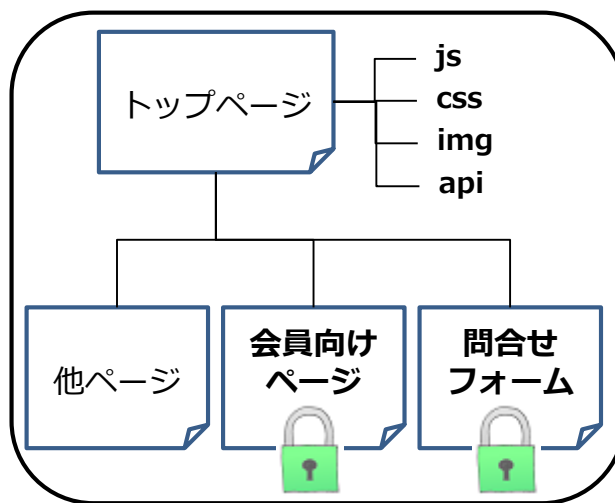 トップページ
js
css
img
api
他ページ
会員向け
ページ
問合せ
フォーム